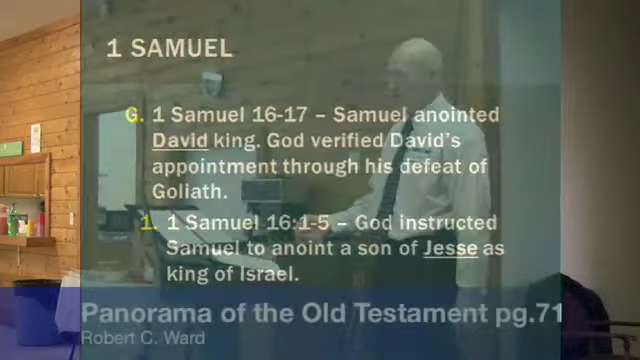 1 SAMUEL
G. 1 Samuel 16-17 – Samuel anointed
David king. God verified David's
appointment through his defeat of
Goliath.
1. 1 Samuel 16:1-5 – God instructed
Samuel to anoint a son of Jesse as
king of Israel.
Panorama of the Old Testament pg.71
Robert C. Ward